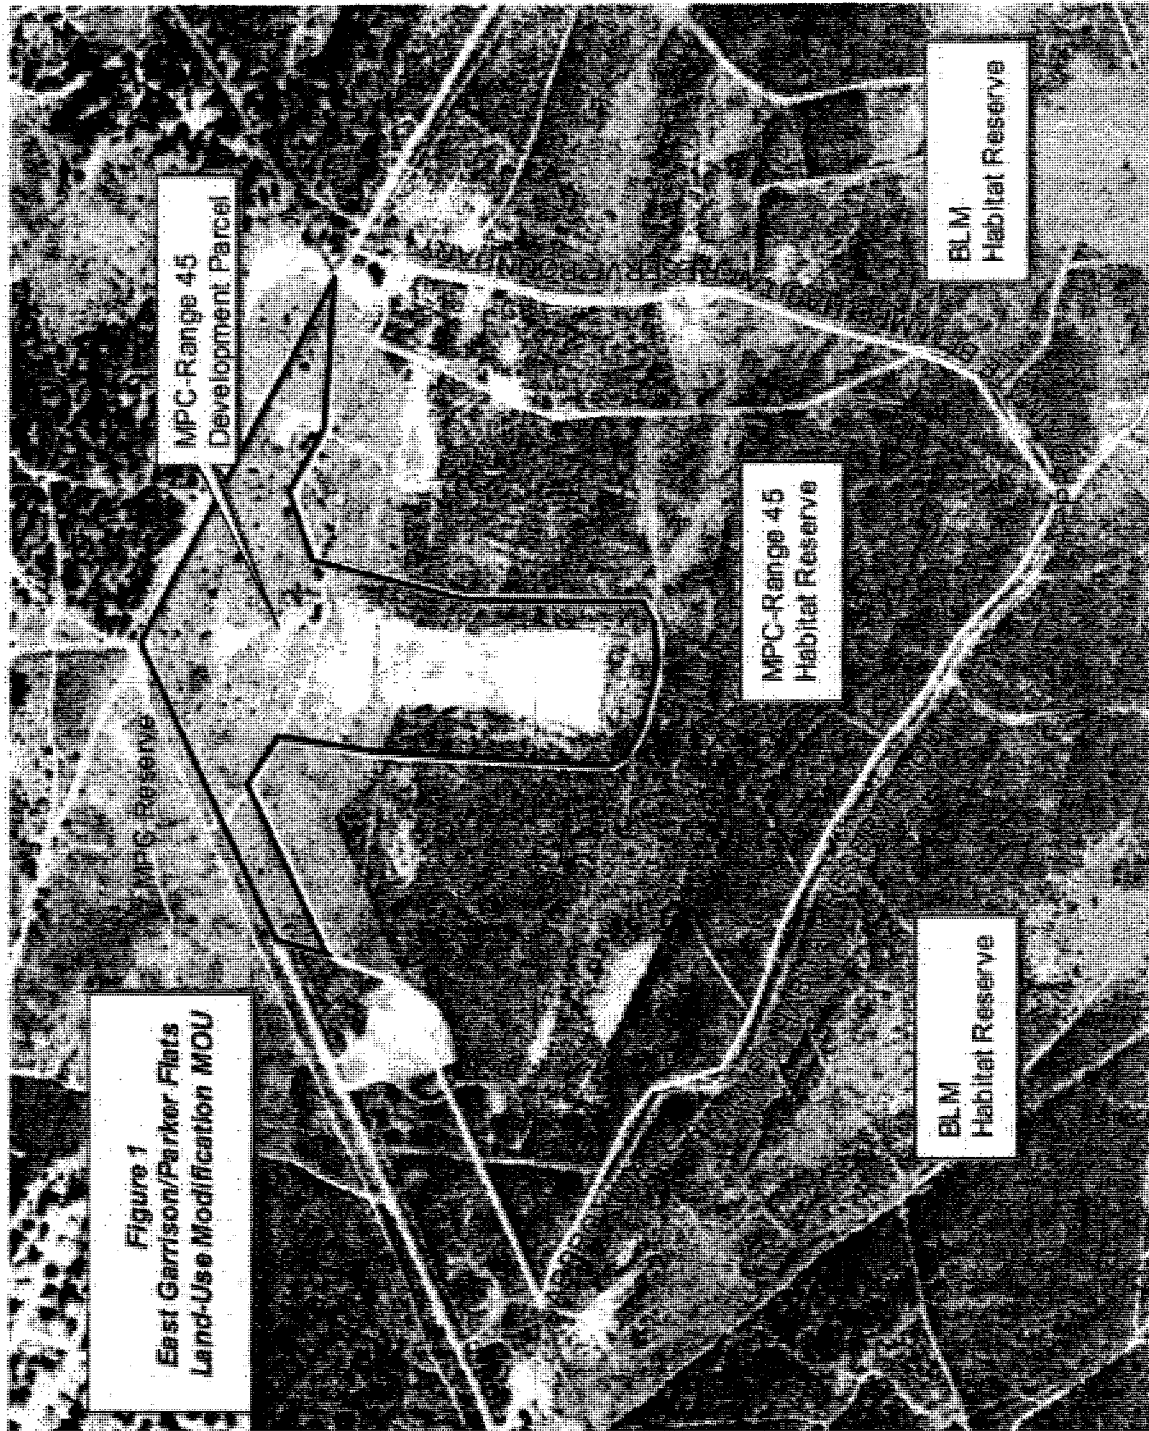 Figure 1
East Garrison/Parker Flats
Land-Use Modification MOU
MPC Reserve
MPC-Range 45
Development Parcel
MPC-Range 45
Habitat Reserve
BLM
Habitat Reserve
BLM
Habitat Reserve